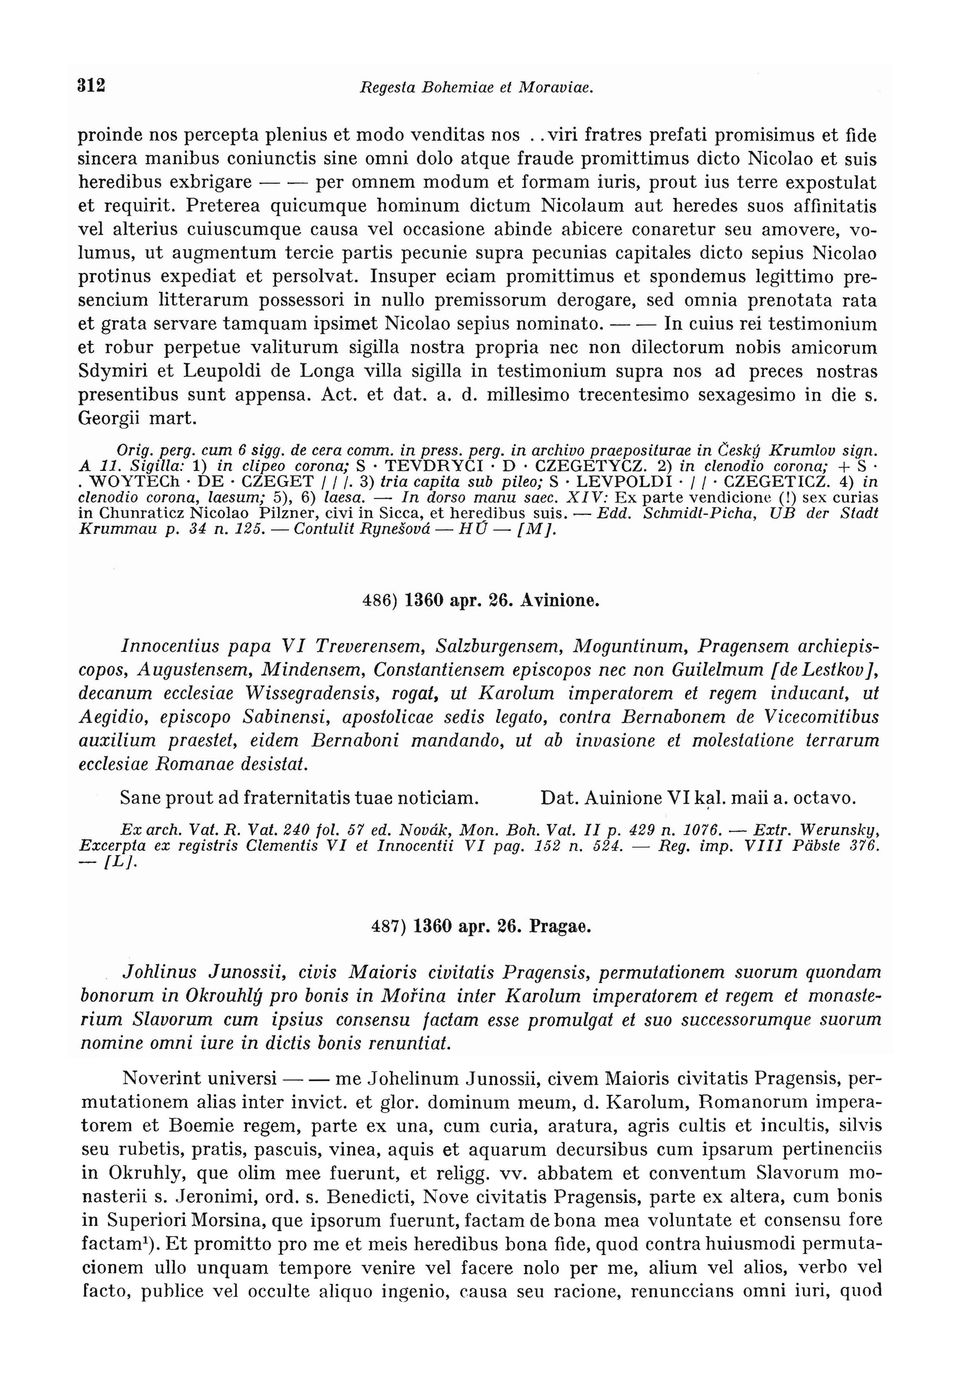 312 Regesta Bohemiae et Moraviae.
proinde nos percepta plenius et modo venditas nos . . viri fratres prefati promisimus et fide
sincera manibus coniunctis sine omni dolo atque fraude promittimus dicto Nicolao et suis
heredibus exbrigare — — per omnem modum et formam iuris, prout ius terre expostulat
et requirit. Preterea quicumque hominum dictum Nicolaum aut heredes suos affinitatis
vel alterius cuiuscumque causa vel occasione abinde abicere conaretur seu amovere, vo-
lumus, ut augmentum tercie partis pecunie supra pecunias capitales dicto sepius Nicolao
protinus expediat et persolvat. Insuper eciam promittimus et spondemus legittimo pre-
sencium litterarum possessori in nullo premissorum derogare, sed omnia prenotata rata
et grata servare tamquam ipsimet Nicolao sepius nominato. — — In cuius rei testimonium
et robur perpetue valiturum sigilla nostra propria nec non dilectorum nobis amicorum
Sdymiri et Leupoldi de Longa villa sigilla in testimonium supra nos ad preces nostras
presentibus sunt appensa. Act. et dat. a. d. millesimo trecentesimo sexagesimo in die s.
Georgii mart.
Orig. perg. cum 6 sigg. de cera comm. in press. perg. in archivo praepositurae in Český Krumlov sign.
A 11. Sigilla: 1) in clipeo corona; S · TEVDRYCI · D · CZEGETYCZ. 2) in clenodio corona; + S ·
. WOYTECh · DE · CZEGET / / /. 3) tria capita sub pileo; S · LEVPOLDI · / / · CZEGETICZ. 4) in
clenodio corona, laesum; 5), 6) laesa. — In dorso manu saec. XIV: Ex parte vendicione (!) sex curias
in Chunraticz Nicolao Pilzner, civi in Sicca, et heredibus suis. — Edd. Schmidt-Picha, UB der Stadt
Krummau p. 34 n. 125. — Contulit Rynešová — HÚ — [M].
486) 1360 apr. 26. Avinione.
Innocentius papa VI Treverensem, Salzburgensem, Moguntinum, Pragensem archiepis-
copos, Augustensem, Mindensem, Constantiensem episcopos nec non Guilelmum [de Lestkov],
decanum ecclesiae Wissegradensis, rogat, ut Karolum imperatorem et regem inducant, ut
Aegidio, episcopo Sabinensi, apostolicae sedis legato, contra Bernabonem de Vicecomitibus
auxilium praestet, eidem Bernaboni mandando, ut ab invasione et molestatione terrarum
ecclesiae Romanae desistat.
Sane prout ad fraternitatis tuae noticiam. Dat. Auinione VI kal. maii a. octavo.
Ex arch. Vat. R. Vat. 240 fol. 57 ed. Novák, Mon. Boh. Vat. II p. 429 n. 1076. — Extr. Werunsky,
Excerpta ex registris Clementis VI et Innocentii VI pag. 152 n. 524. — Reg. imp. VIII Päbste 376.
— [L].
487) 1360 apr. 26. Pragae.
Johlinus Junossii, civis Maioris civitatis Pragensis, permutationem suorum quondam
bonorum in Okrouhlý pro bonis in Mořina inter Karolum imperatorem et regem et monaste-
rium Slavorum cum ipsius consensu factam esse promulgat et suo successorumque suorum
nomine omni iure in dictis bonis renuntiat.
Noverint universi — — me Johelinum Junossii, civem Maioris civitatis Pragensis, per-
mutationem alias inter invict. et glor. dominum meum, d. Karolum, Romanorum impera-
torem et Boemie regem, parte ex una, cum curia, aratura, agris cultis et incultis, silvis
seu rubetis, pratis, pascuis, vinea, aquis et aquarum decursibus cum ipsarum pertinenciis
in Okruhly, que olim mee fuerunt, et religg. vv. abbatem et conventum Slavorum mo-
nasterii s. Jeronimi, ord. s. Benedicti, Nove civitatis Pragensis, parte ex altera, cum bonis
in Superiori Morsina, que ipsorum fuerunt, factam de bona mea voluntate et consensu fore
factam¹). Et promitto pro me et meis heredibus bona fide, quod contra huiusmodi permuta-
cionem ullo unquam tempore venire vel facere nolo per me, alium vel alios, verbo vel
facto, publice vel occulte aliquo ingenio, causa seu racione, renunccians omni iuri, quod